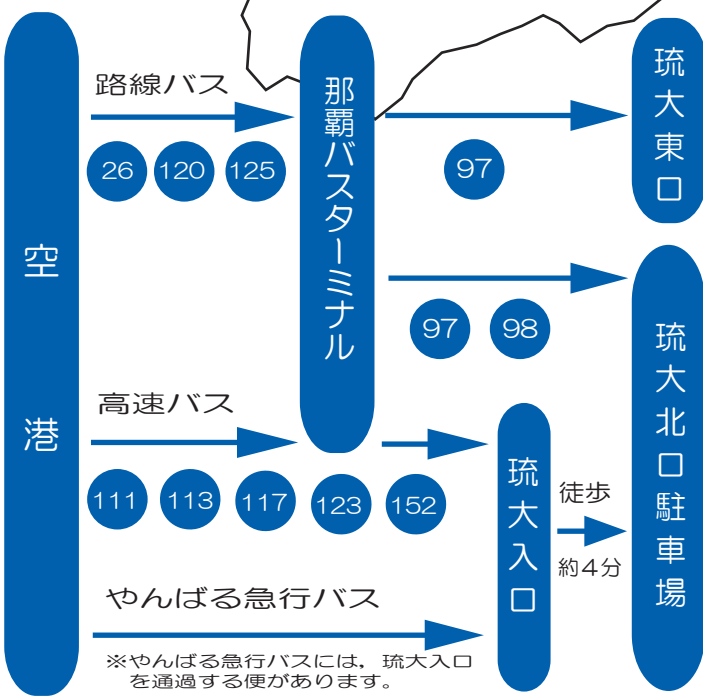 空港
路線バス
26 120 125
那覇バスターミナル
97
琉大東口
97 98
琉大北口駐車場
高速バス
111 113 117 123 152
琉大入口
徒歩
約4分
やんばる急行バス
※やんばる急行バスには，琉大入口
を通過する便があります。